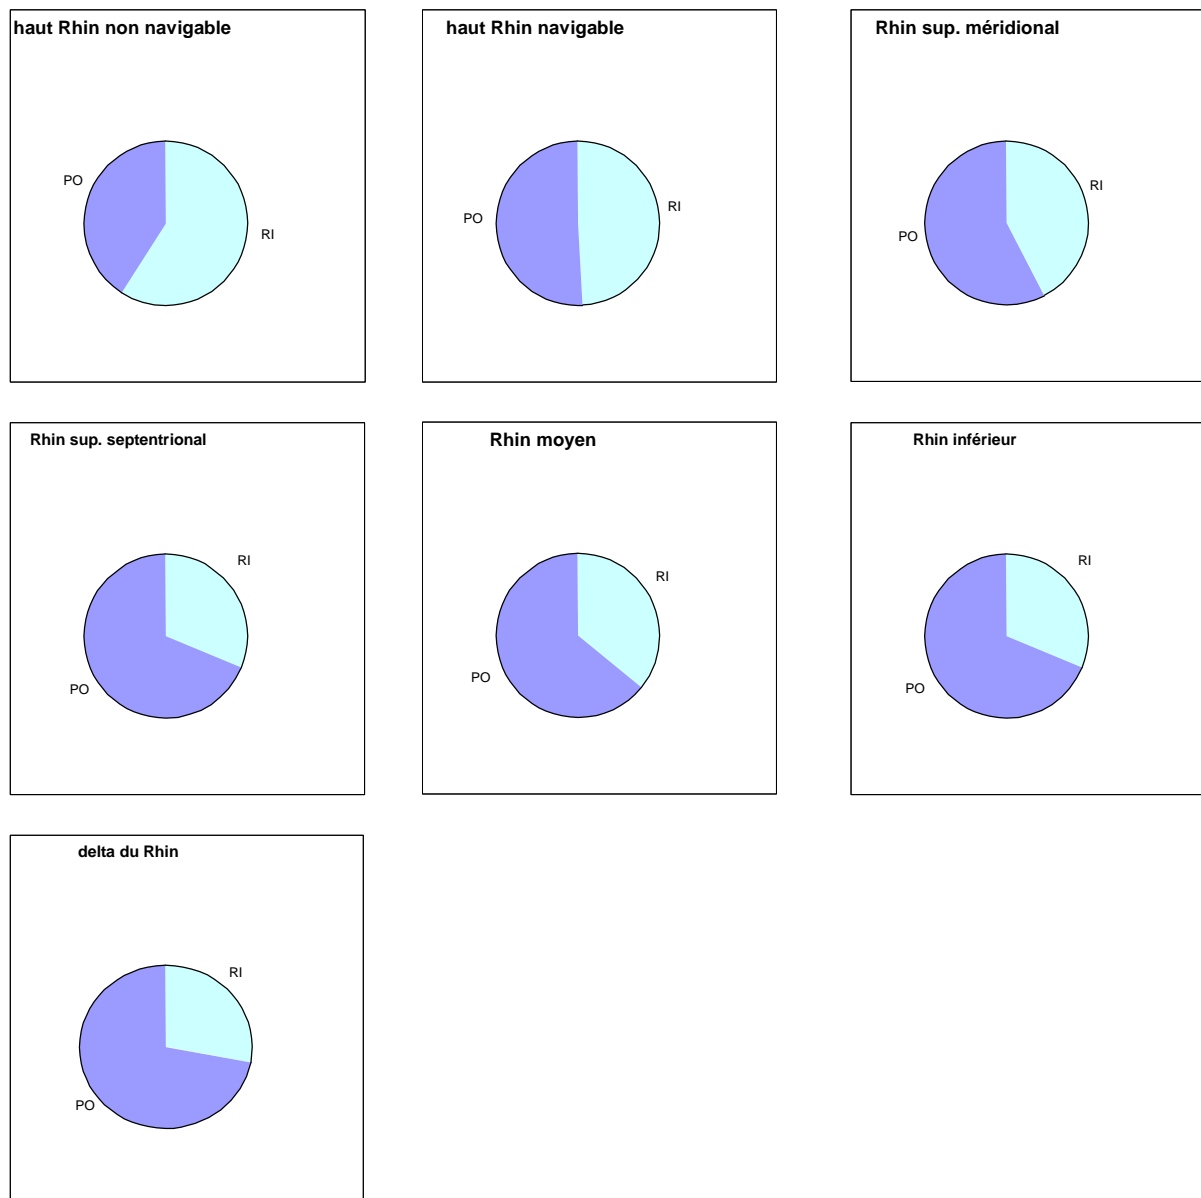 haut Rhin non navigable
PO
RI
haut Rhin navigable
PO
RI
Rhin sup. méridional
PO
RI
Rhin sup. septentrional
PO
RI
Rhin moyen
PO
RI
Rhin inférieur
PO
RI
delta du Rhin
PO
RI